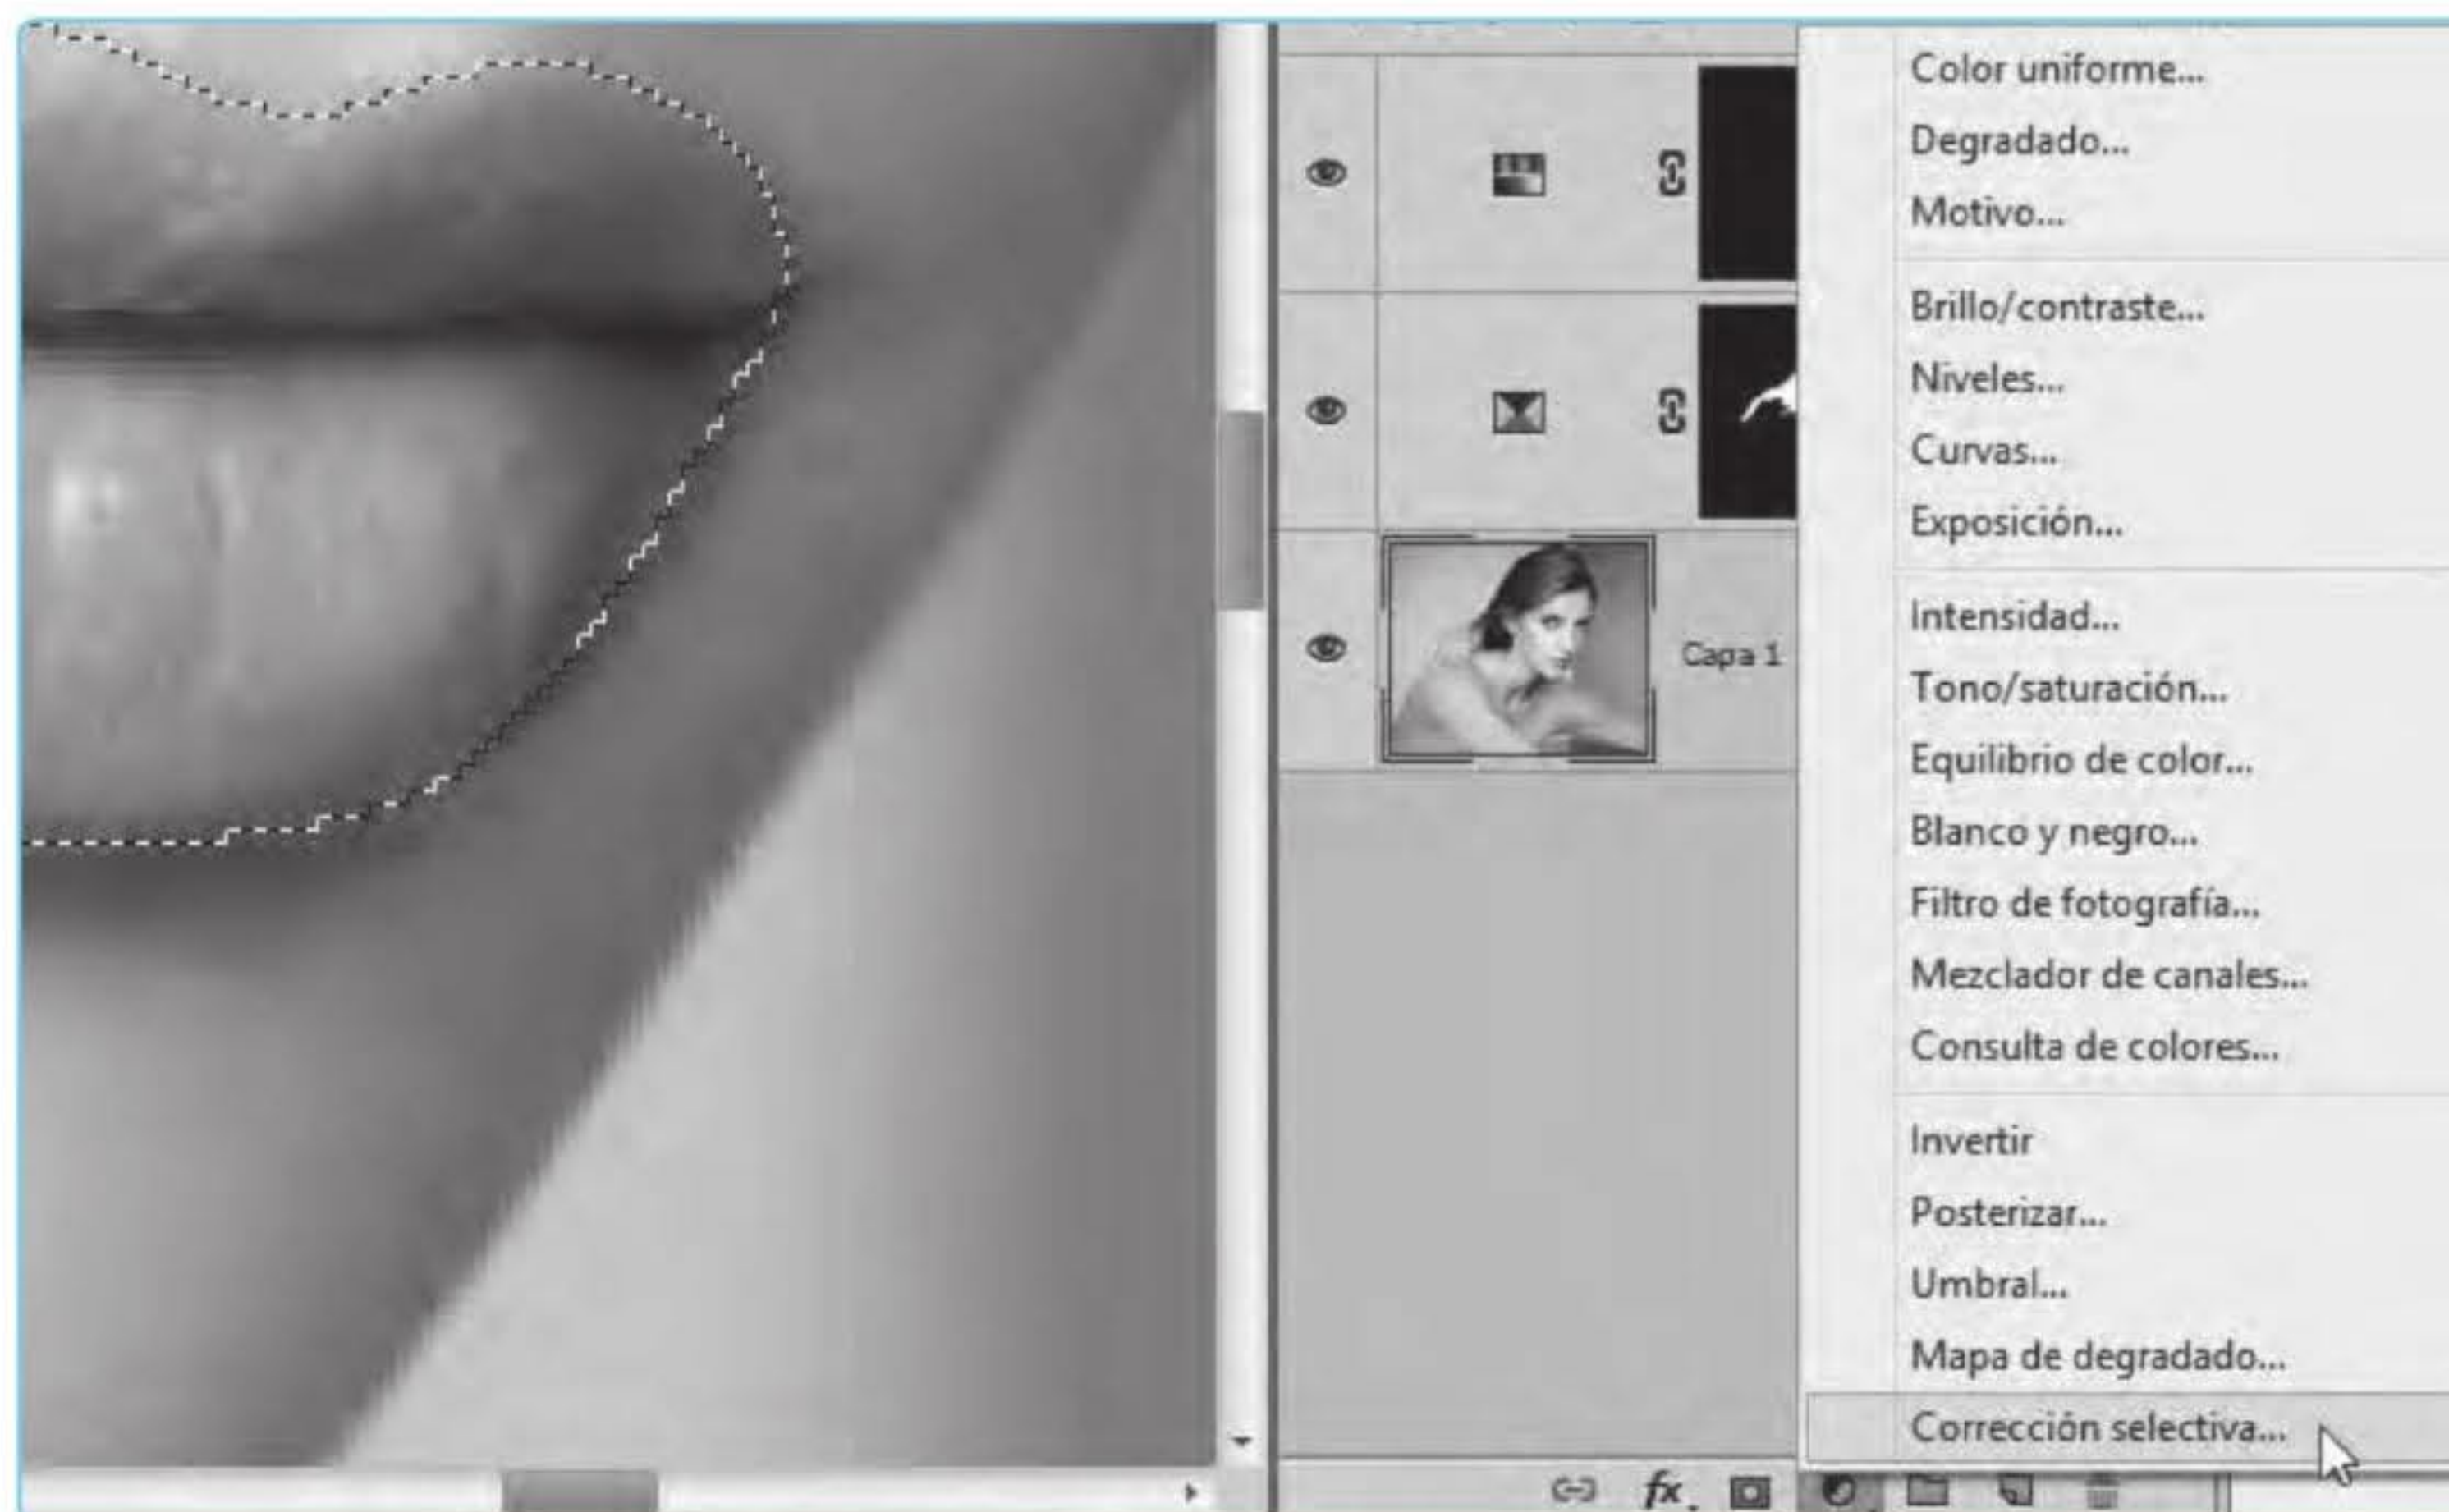 Capa 1
Color uniforme...
Degradado...
Motivo...
Brillo/contraste...
Niveles...
Curvas...
Exposición...
Intensidad...
Tono/saturación...
Equilibrio de color...
Blanco y negro...
Filtro de fotografía...
Mezclador de canales...
Consulta de colores...
Invertir
Posterizar...
Umbral...
Mapa de degradado...
Corrección selectiva...
fx